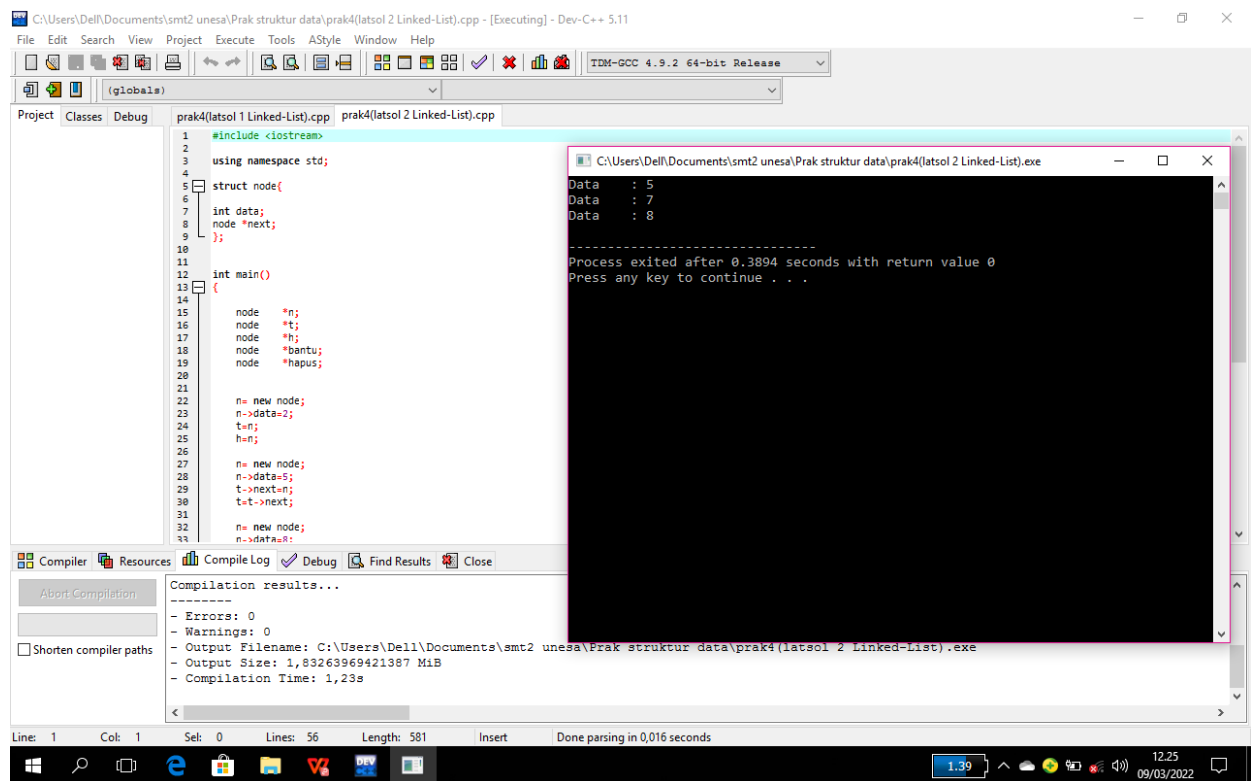 C:\Users\Dell\Documents\smt2 unesa\Prak struktur data\prak4(latsol 2 Linked-List).cpp - [Executing] - Dev-C++ 5.11
File Edit Search View Project Execute Tools AStyle Window Help
TDM-GCC 4.9.2 64-bit Release
(globals)
Project Classes Debug
prak4(latsol 1 Linked-List).cpp prak4(latsol 2 Linked-List).cpp
1 #include <iostream>
2
3 using namespace std;
4
5 struct node{
6
7 int data;
8 node *next;
9 };
10
11
12 int main()
13 {
14
15 node *n;
16 node *t;
17 node *h;
18 node *bantu;
19 node *hapus;
20
21
22 n= new node;
23 n->data=2;
24 t=n;
25 h=n;
26
27 n= new node;
28 n->data=5;
29 t->next=n;
30 t=t->next;
31
32 n= new node;
33 n->data=8;
C:\Users\Dell\Documents\smt2 unesa\Prak struktur data\prak4(latsol 2 Linked-List).exe
Data : 5
Data : 7
Data : 8
--------------------------------
Process exited after 0.3894 seconds with return value 0
Press any key to continue . . .
Compiler Resources Compile Log Debug Find Results Close
Abort Compilation
Shorten compiler paths
Compilation results...
--------
- Errors: 0
- Warnings: 0
- Output Filename: C:\Users\Dell\Documents\smt2 unesa\Prak struktur data\prak4(latsol 2 Linked-List).exe
- Output Size: 1,83263969421387 MiB
- Compilation Time: 1,23s
Line: 1 Col: 1 Sel: 0 Lines: 56 Length: 581 Insert Done parsing in 0,016 seconds
DEV
1.39
12.25
09/03/2022